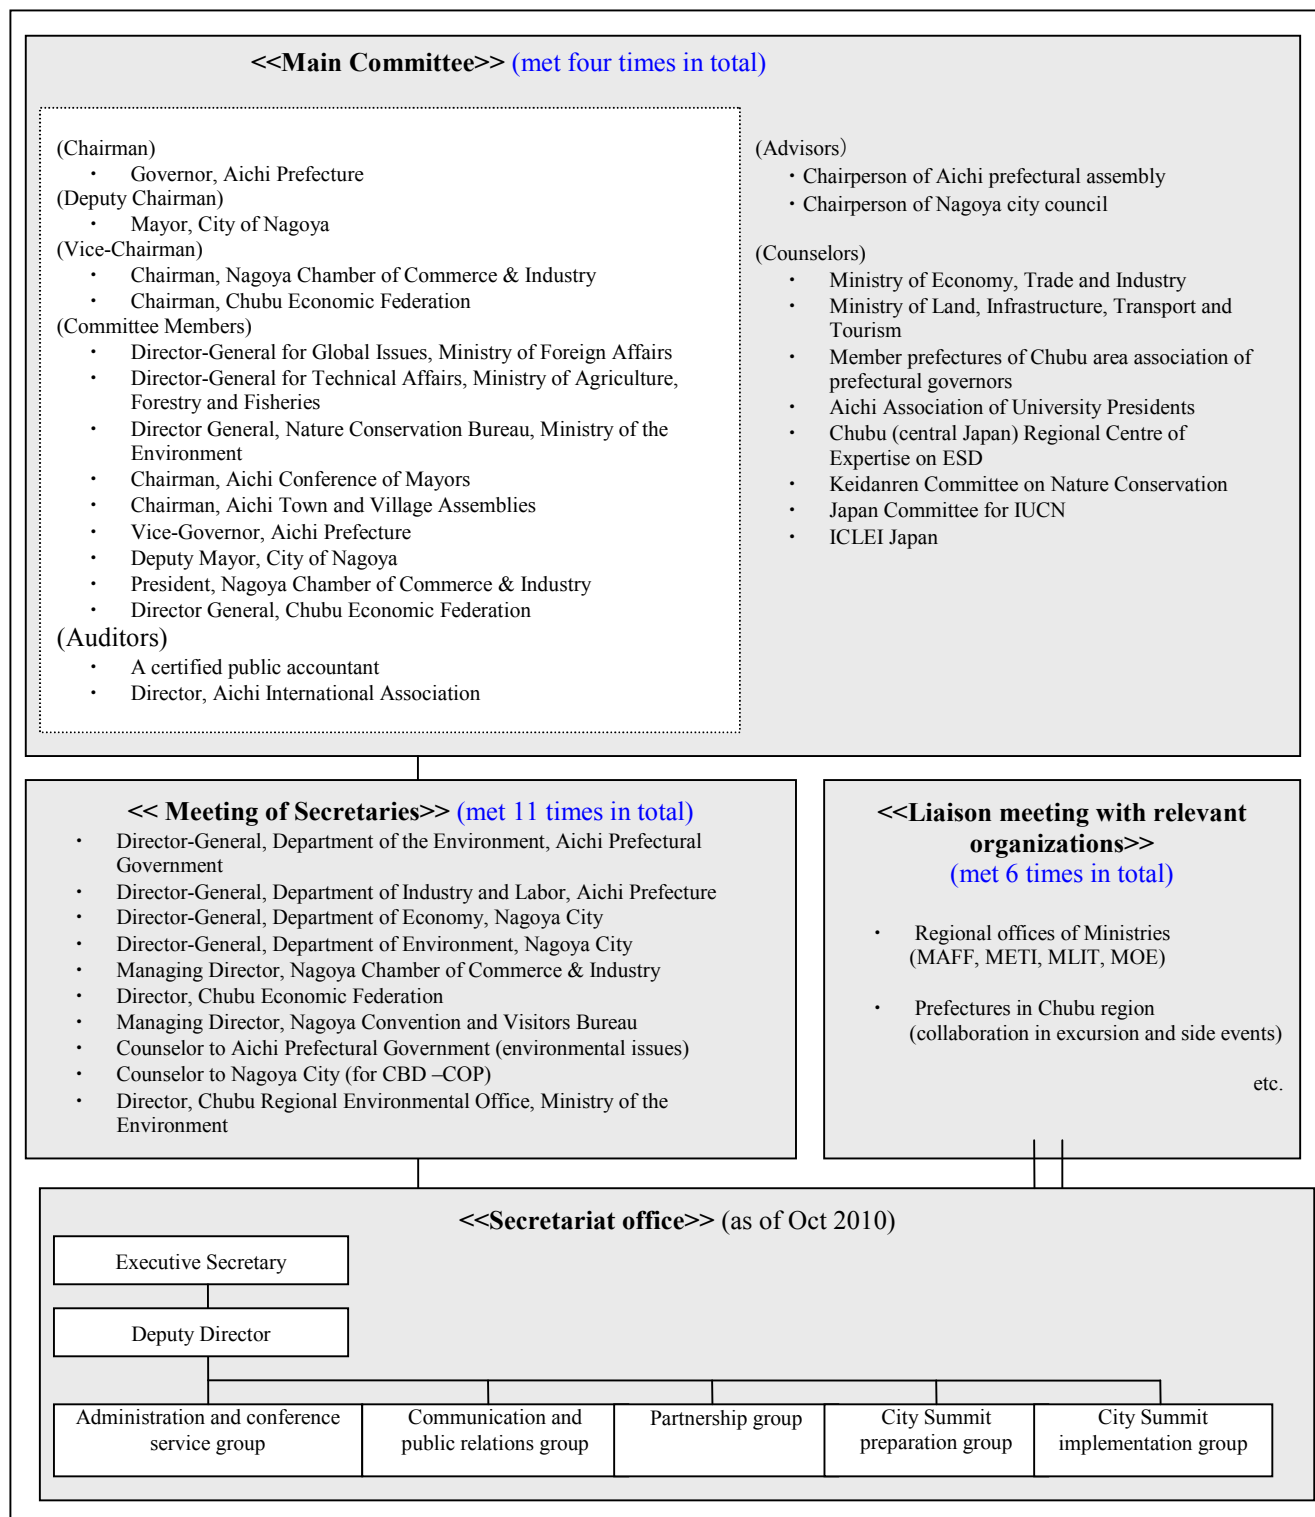 <<Main Committee>> (met four times in total)
(Chairman)
・ Governor, Aichi Prefecture
(Deputy Chairman)
・ Mayor, City of Nagoya
(Vice-Chairman)
・ Chairman, Nagoya Chamber of Commerce & Industry
・ Chairman, Chubu Economic Federation
(Committee Members)
・ Director-General for Global Issues, Ministry of Foreign Affairs
・ Director-General for Technical Affairs, Ministry of Agriculture,
Forestry and Fisheries
・ Director General, Nature Conservation Bureau, Ministry of the
Environment
・ Chairman, Aichi Conference of Mayors
・ Chairman, Aichi Town and Village Assemblies
・ Vice-Governor, Aichi Prefecture
・ Deputy Mayor, City of Nagoya
・ President, Nagoya Chamber of Commerce & Industry
・ Director General, Chubu Economic Federation
(Auditors)
・ A certified public accountant
・ Director, Aichi International Association
(Advisors）
・Chairperson of Aichi prefectural assembly
・Chairperson of Nagoya city council
(Counselors)
・ Ministry of Economy, Trade and Industry
・ Ministry of Land, Infrastructure, Transport and
Tourism
・ Member prefectures of Chubu area association of
prefectural governors
・ Aichi Association of University Presidents
・ Chubu (central Japan) Regional Centre of
Expertise on ESD
・ Keidanren Committee on Nature Conservation
・ Japan Committee for IUCN
・ ICLEI Japan
<< Meeting of Secretaries>> (met 11 times in total)
・ Director-General, Department of the Environment, Aichi Prefectural
Government
・ Director-General, Department of Industry and Labor, Aichi Prefecture
・ Director-General, Department of Economy, Nagoya City
・ Director-General, Department of Environment, Nagoya City
・ Managing Director, Nagoya Chamber of Commerce & Industry
・ Director, Chubu Economic Federation
・ Managing Director, Nagoya Convention and Visitors Bureau
・ Counselor to Aichi Prefectural Government (environmental issues)
・ Counselor to Nagoya City (for CBD –COP)
・ Director, Chubu Regional Environmental Office, Ministry of the
Environment
<<Liaison meeting with relevant
organizations>>
(met 6 times in total)
・ Regional offices of Ministries
(MAFF, METI, MLIT, MOE)
・ Prefectures in Chubu region
(collaboration in excursion and side events)
etc.
<<Secretariat office>> (as of Oct 2010)
Executive Secretary
Deputy Director
Administration and conference
service group
Communication and
public relations group
Partnership group
City Summit
preparation group
City Summit
implementation group